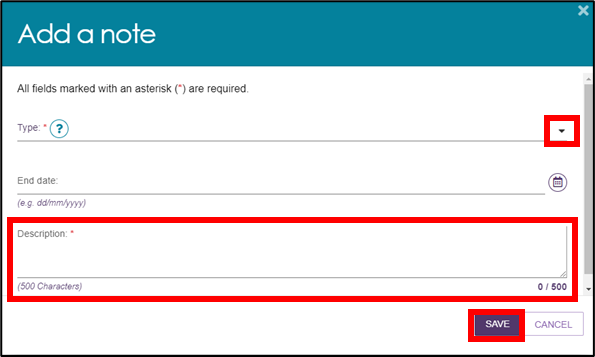 Add a note
All fields marked with an asterisk (*) are required.
Type: * ?
End date:
(e.g. dd/mm/yyyy)
Description: *
(500 Characters) 0 / 500
SAVE CANCEL